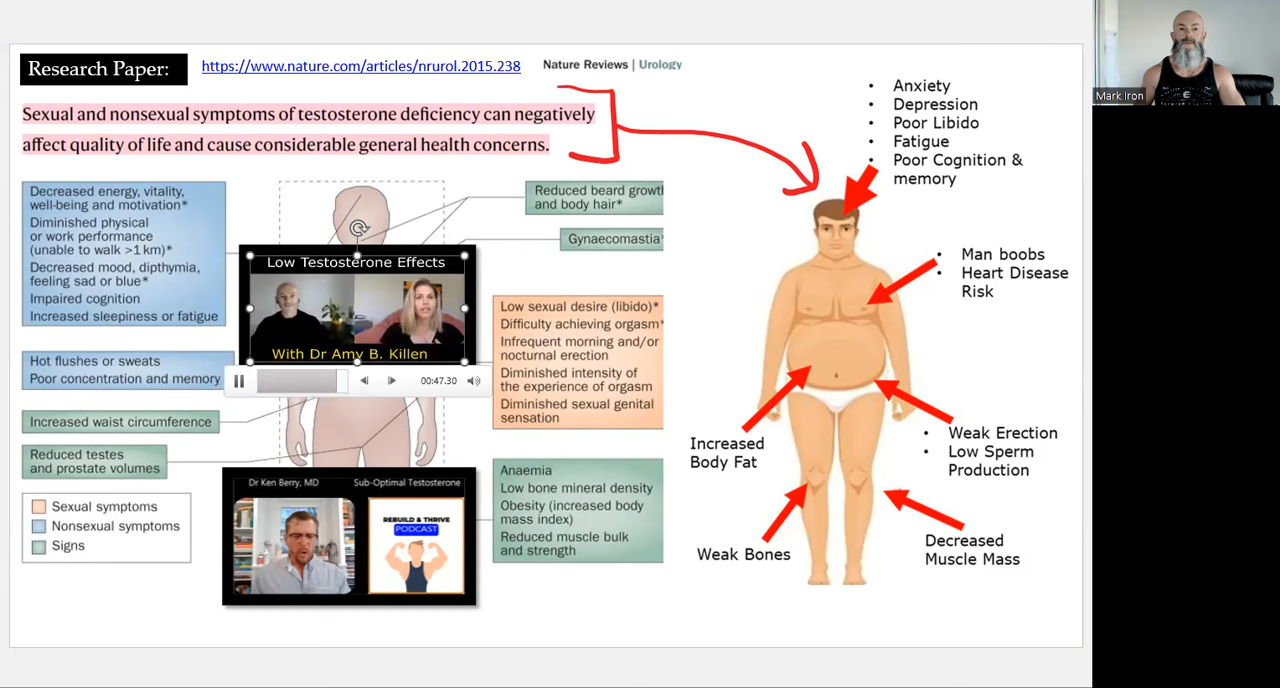 Research Paper:
https://www.nature.com/articles/nrurol.2015.238
Nature Reviews | Urology
Sexual and nonsexual symptoms of testosterone deficiency can negatively
affect quality of life and cause considerable general health concerns.
Decreased energy, vitality,
well-being and motivation*
Diminished physical
or work performance
(unable to walk >1 km)*
Decreased mood, dipthymia,
feeling sad or blue*
Impaired cognition
Increased sleepiness or fatigue
Hot flushes or sweats
Poor concentration and memory
Increased waist circumference
Reduced testes
and prostate volumes
Sexual symptoms
Nonsexual symptoms
Signs
Low Testosterone Effects
With Dr Amy B. Killen
00:47.30
Dr Ken Berry, MD
Sub-Optimal Testosterone
REBUILD & THRIVE
PODCAST
Reduced beard growth
and body hair*
Gynaecomastia*
Low sexual desire (libido)*
Difficulty achieving orgasm*
Infrequent morning and/or
nocturnal erection
Diminished intensity of
the experience of orgasm
Diminished sexual genital
sensation
Anaemia
Low bone mineral density
Obesity (increased body
mass index)
Reduced muscle bulk
and strength
• Anxiety
• Depression
• Poor Libido
• Fatigue
• Poor Cognition &
memory
• Man boobs
• Heart Disease
Risk
Increased
Body Fat
• Weak Erection
• Low Sperm
Production
Weak Bones
Decreased
Muscle Mass
Mark Iron